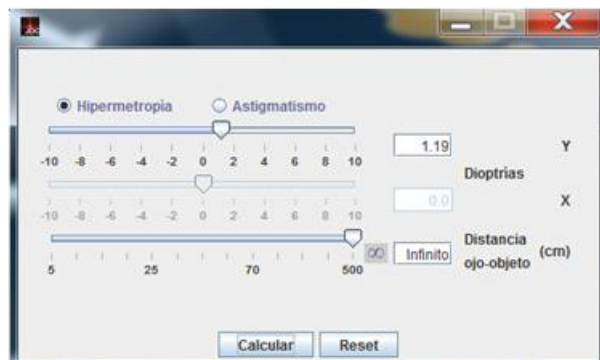 Hipermetropia Astigmatismo
-10 -8 -6 -4 -2 0 2 4 6 8 10
1.19 Y
Dioptrías
-10 -8 -6 -4 -2 0 2 4 6 8 10
0.0 X
5 25 70 500
∞ Infinito
Distancia
ojo-objeto (cm)
Calcular Reset